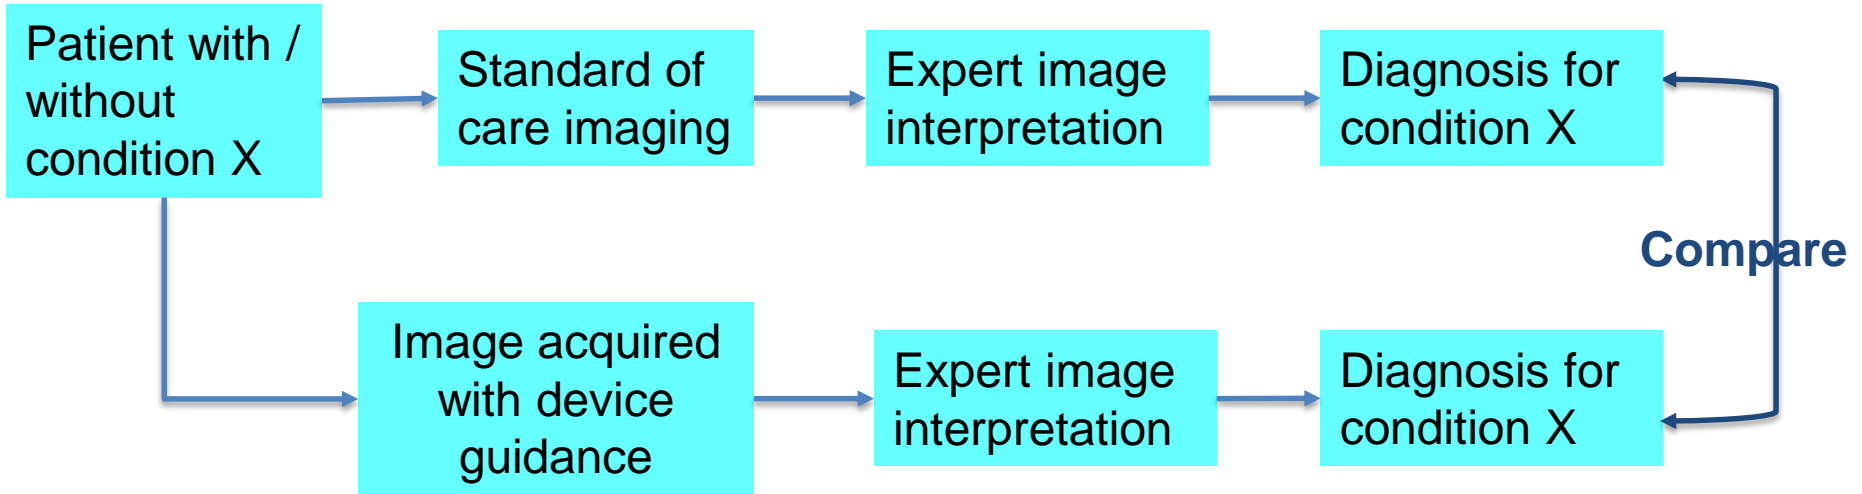 Patient with /
without
condition X
Standard of
care imaging
Expert image
interpretation
Diagnosis for
condition X
Compare
Image acquired
with device
guidance
Expert image
interpretation
Diagnosis for
condition X